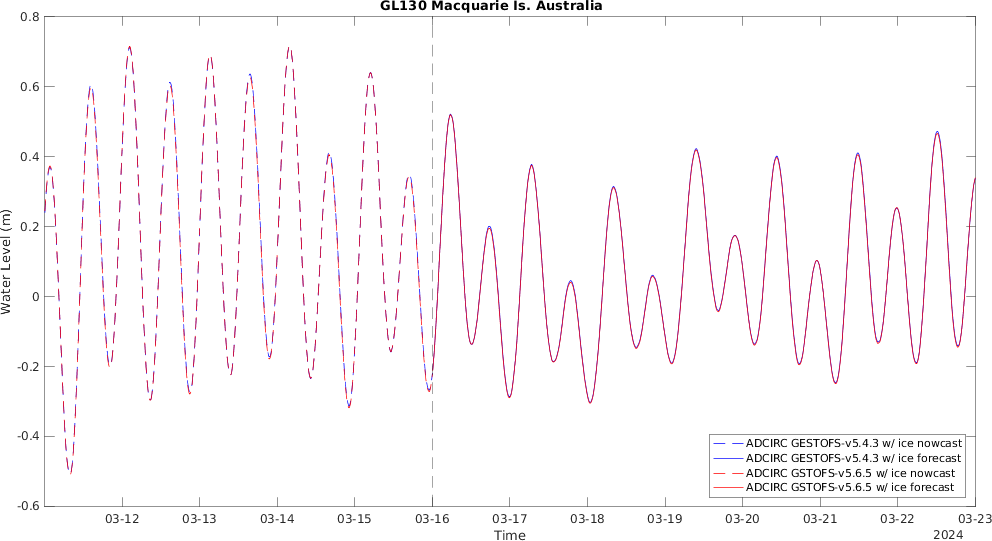 GL130 Macquarie Is. Australia
0.8
0.6
0.4
0.2
0
-0.2
-0.4
-0.6
Water Level (m)
ADCIRC GESTOFS-v5.4.3 w/ ice nowcast
ADCIRC GESTOFS-v5.4.3 w/ ice forecast
ADCIRC GSTOFS-v5.6.5 w/ ice nowcast
ADCIRC GSTOFS-v5.6.5 w/ ice forecast
03-12 03-13 03-14 03-15 03-16 03-17 03-18 03-19 03-20 03-21 03-22 03-23
Time
2024